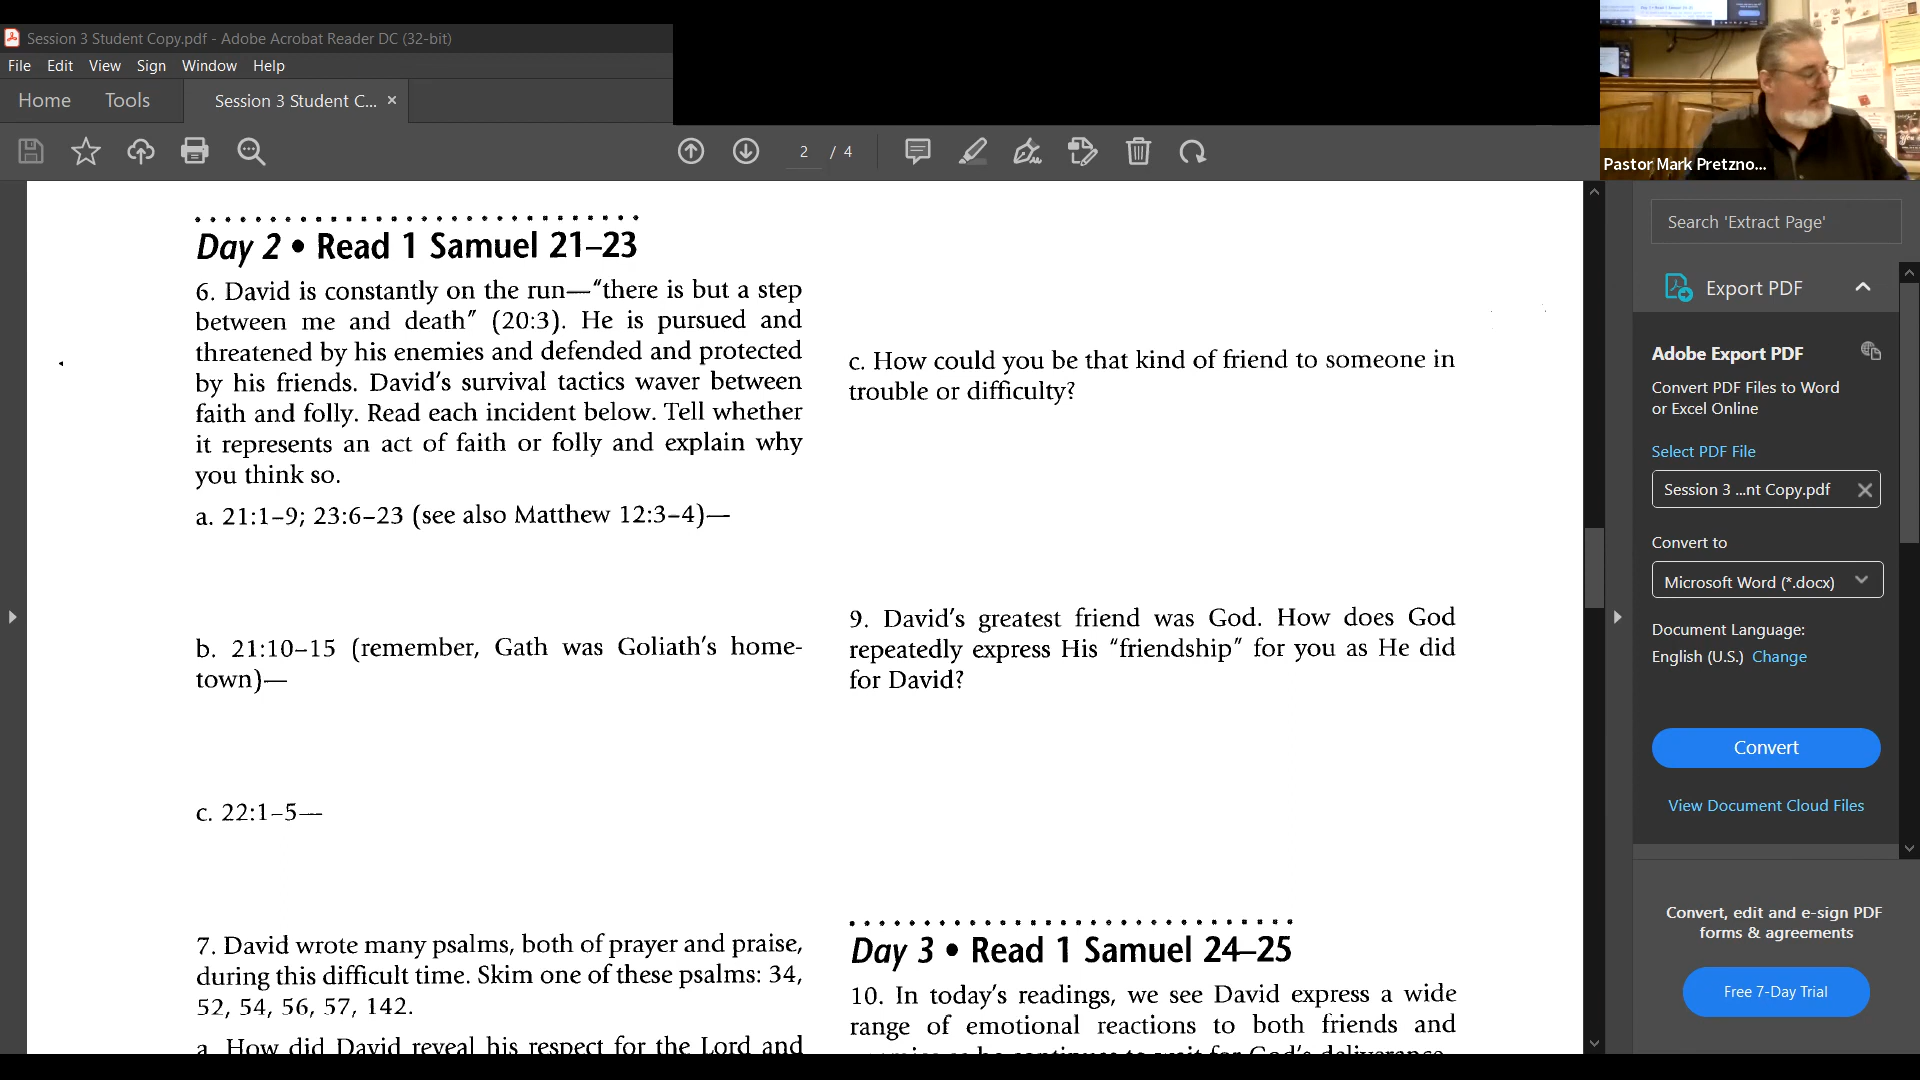 Session 3 Student Copy.pdf - Adobe Acrobat Reader DC (32-bit)
File Edit View Sign Window Help
Home Tools Session 3 Student C... ×
2 / 4
Pastor Mark Pretzno...
Day 2 • Read 1 Samuel 21–23
6. David is constantly on the run—“there is but a step
between me and death” (20:3). He is pursued and
threatened by his enemies and defended and protected
by his friends. David’s survival tactics waver between
faith and folly. Read each incident below. Tell whether
it represents an act of faith or folly and explain why
you think so.
a. 21:1–9; 23:6–23 (see also Matthew 12:3–4)—
b. 21:10–15 (remember, Gath was Goliath’s home-
town)—
c. 22:1–5—
7. David wrote many psalms, both of prayer and praise,
during this difficult time. Skim one of these psalms: 34,
52, 54, 56, 57, 142.
a. How did David reveal his respect for the Lord and
c. How could you be that kind of friend to someone in
trouble or difficulty?
9. David’s greatest friend was God. How does God
repeatedly express His “friendship” for you as He did
for David?
Day 3 • Read 1 Samuel 24–25
10. In today’s readings, we see David express a wide
range of emotional reactions to both friends and
Search 'Extract Page'
Export PDF
Adobe Export PDF
Convert PDF Files to Word
or Excel Online
Select PDF File
Session 3 ...nt Copy.pdf
Convert to
Microsoft Word (*.docx)
Document Language:
English (U.S.) Change
Convert
View Document Cloud Files
Convert, edit and e-sign PDF
forms & agreements
Free 7-Day Trial